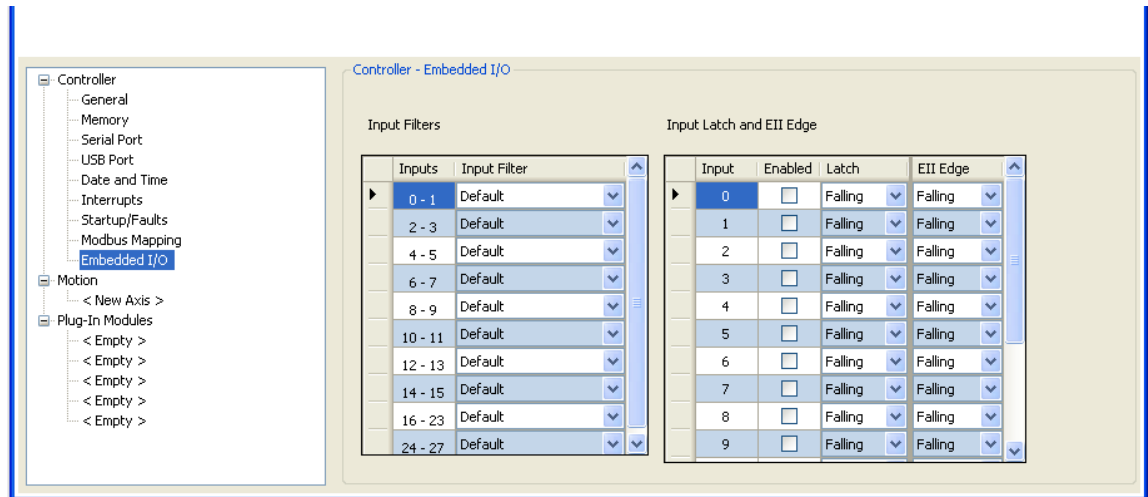 Controller
General
Memory
Serial Port
USB Port
Date and Time
Interrupts
Startup/Faults
Modbus Mapping
Embedded I/O
Motion
< New Axis >
Plug-In Modules
< Empty >
< Empty >
< Empty >
< Empty >
< Empty >
Controller - Embedded I/O
Input Filters
Inputs Input Filter
0 - 1 Default
2 - 3 Default
4 - 5 Default
6 - 7 Default
8 - 9 Default
10 - 11 Default
12 - 13 Default
14 - 15 Default
16 - 23 Default
24 - 27 Default
Input Latch and EII Edge
Input Enabled Latch EII Edge
0 Falling Falling
1 Falling Falling
2 Falling Falling
3 Falling Falling
4 Falling Falling
5 Falling Falling
6 Falling Falling
7 Falling Falling
8 Falling Falling
9 Falling Falling